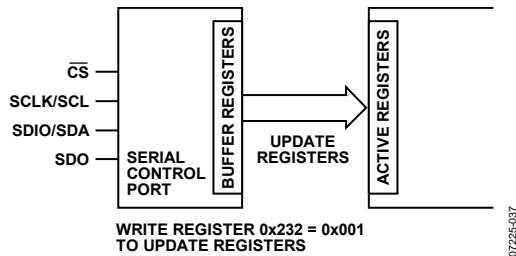 CS
SCLK/SCL
SDIO/SDA
SDO
SERIAL
CONTROL
PORT
BUFFER REGISTERS
UPDATE
REGISTERS
ACTIVE REGISTERS
WRITE REGISTER 0x232 = 0x001
TO UPDATE REGISTERS
07225-037